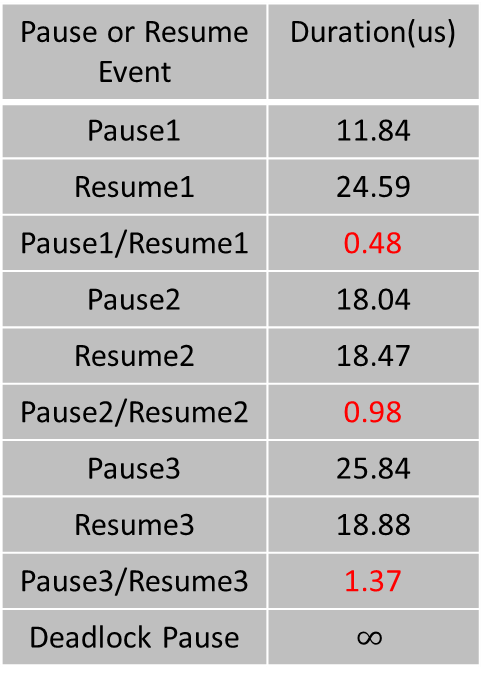 Pause or Resume Duration(us)
Event
Pause1 11.84
Resume1 24.59
Pause1/Resume1 0.48
Pause2 18.04
Resume2 18.47
Pause2/Resume2 0.98
Pause3 25.84
Resume3 18.88
Pause3/Resume3 1.37
Deadlock Pause ∞